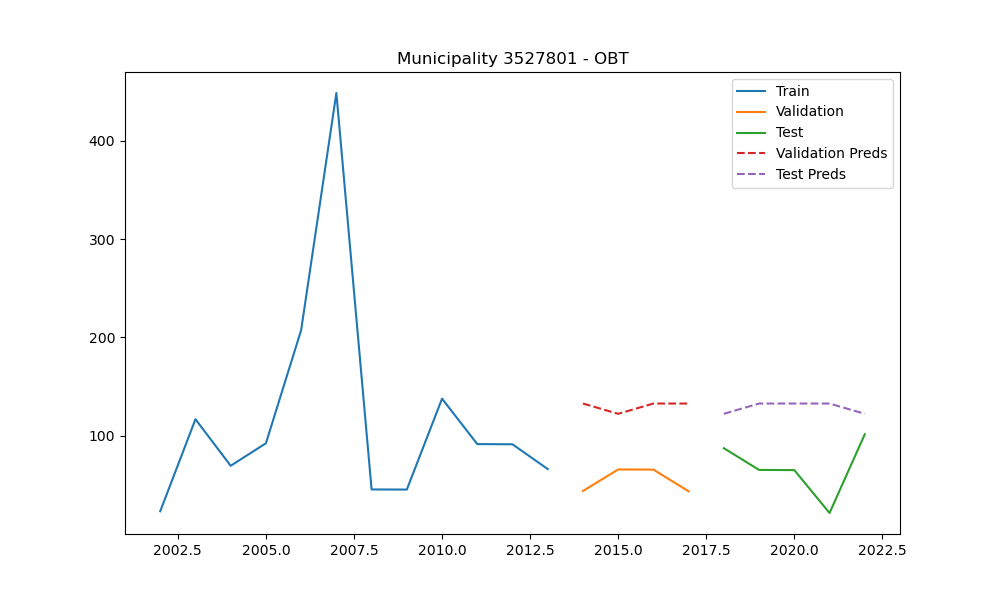 Municipality 3527801 - OBT
Train
Validation
Test
Validation Preds
Test Preds
400
300
200
100
2002.5 2005.0 2007.5 2010.0 2012.5 2015.0 2017.5 2020.0 2022.5